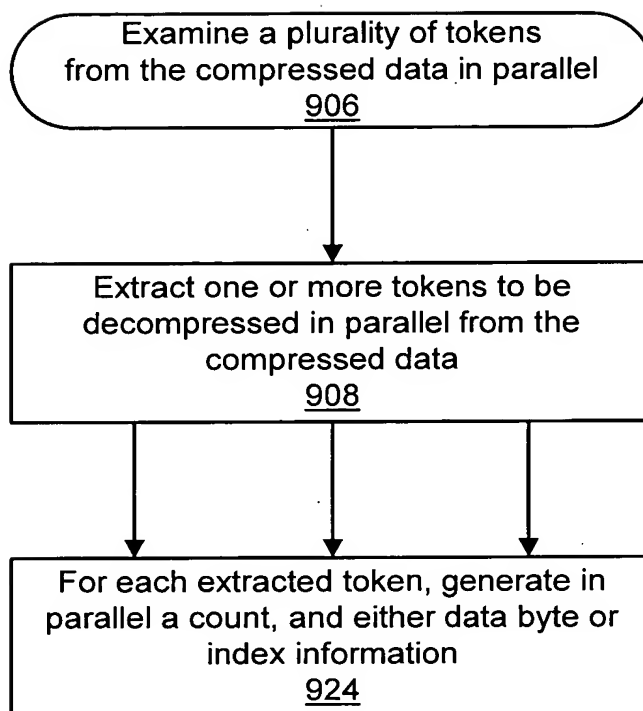 Examine a plurality of tokens
from the compressed data in parallel
906
Extract one or more tokens to be
decompressed in parallel from the
compressed data
908
For each extracted token, generate in
parallel a count, and either data byte or
index information
924